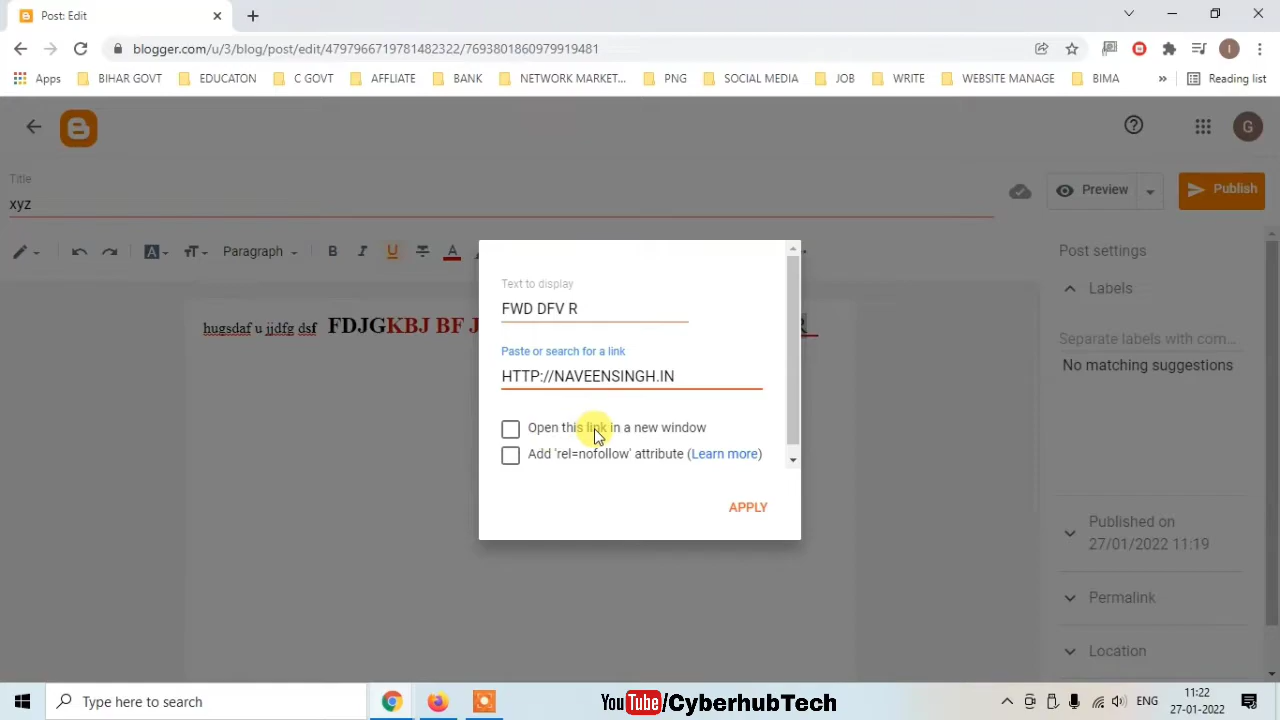 Post: Edit
blogger.com/u/3/blog/post/edit/4797966719781482322/7693801860979919481
Apps BIHAR GOVT EDUCATON C GOVT AFFLIATE BANK NETWORK MARKET... PNG SOCIAL MEDIA JOB WRITE WEBSITE MANAGE BIMA » Reading list
G
Title
xyz
Preview
Publish
Paragraph B I U A
Post settings
Text to display
Labels
FWD DFV R
hugsdaf u jjdfg dsf FDJGKBJ BF J
Separate labels with com...
Paste or search for a link
No matching suggestions
HTTP://NAVEENSINGH.IN
Open this link in a new window
Add 'rel=nofollow' attribute (Learn more)
APPLY
Published on
27/01/2022 11:19
Permalink
Location
Type here to search
YouTube/CyberhubTech
ENG
11:22
27-01-2022